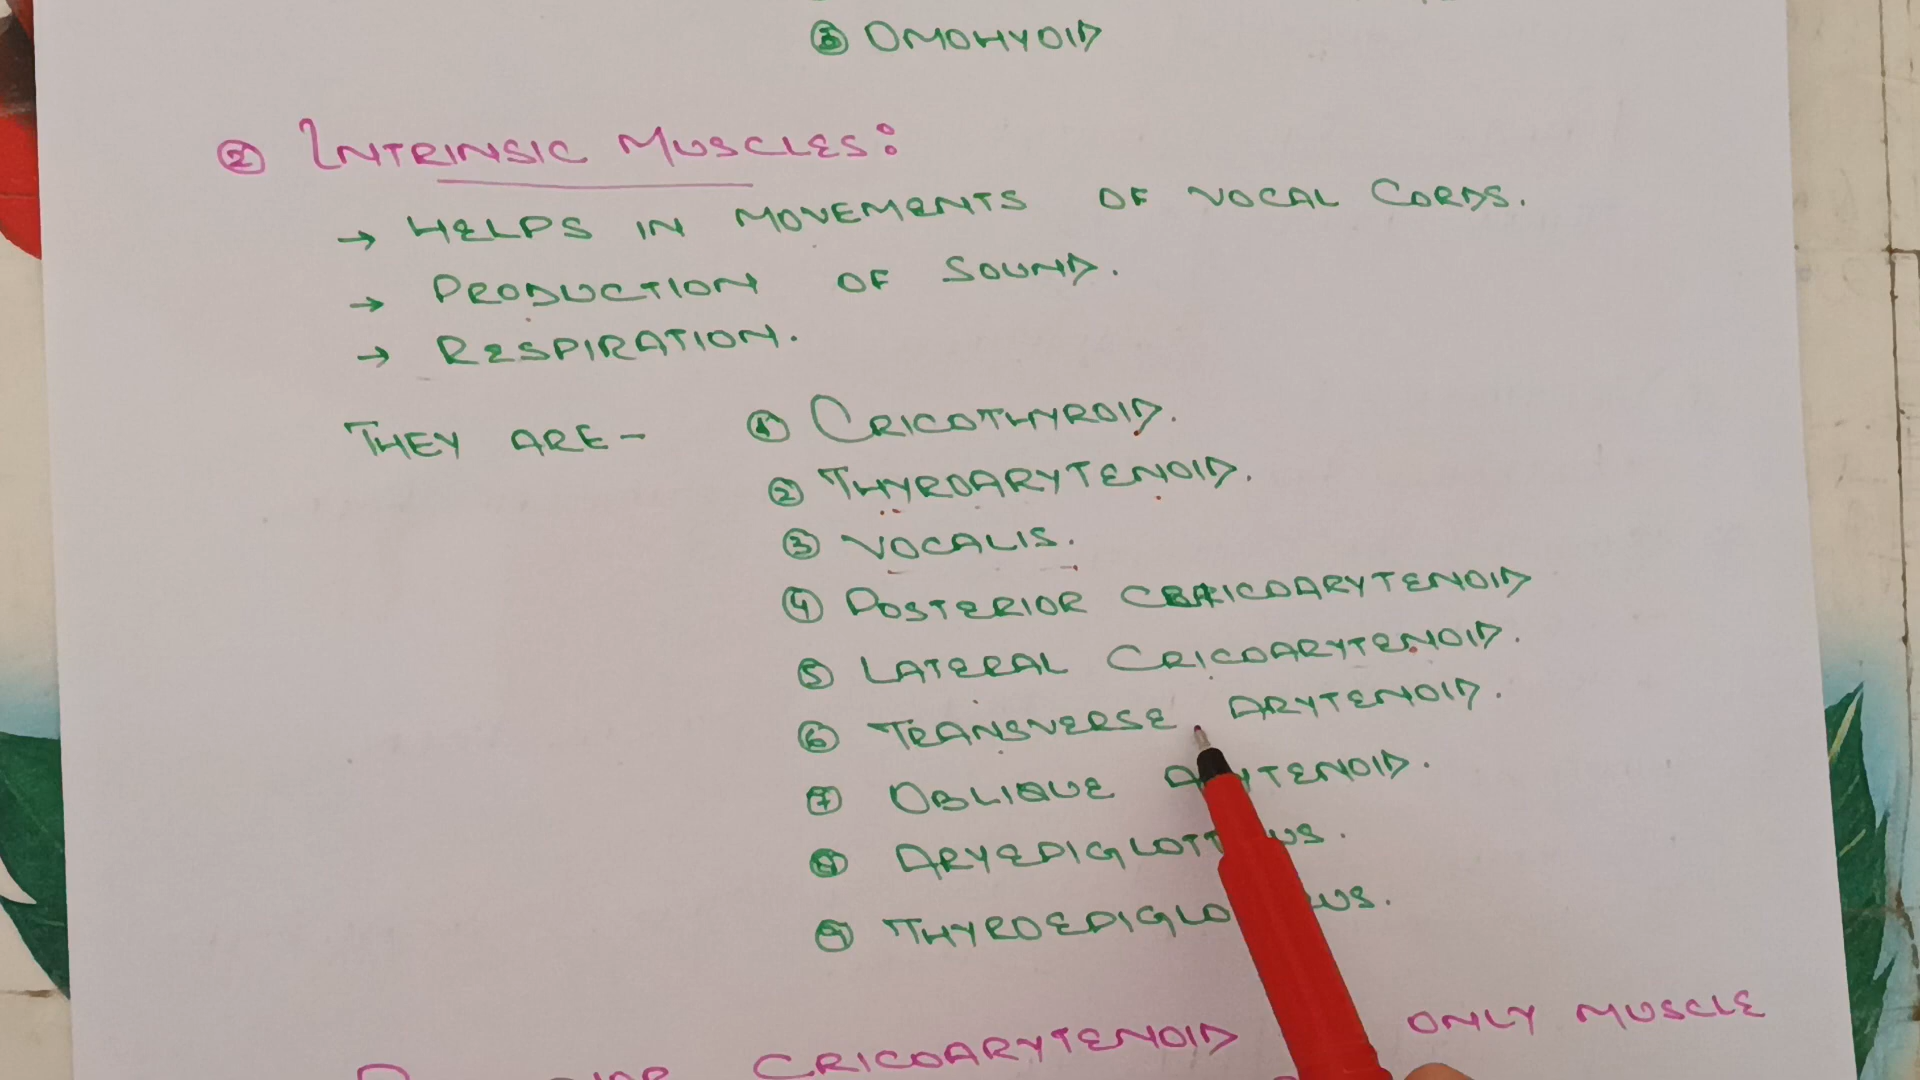 ③ OMOHYOID
② INTRINSIC MUSCLES:
→ HELPS IN MOVEMENTS OF VOCAL CORDS.
→ PRODUCTION OF SOUND.
→ RESPIRATION.
THEY ARE - ① CRICOTHYROID.
② THYROARYTENOID.
③ VOCALIS.
④ POSTERIOR CRICOARYTENOID
⑤ LATERAL CRICOARYTENOID.
⑥ TRANSVERSE ARYTENOID.
⑦ OBLIQUE ARYTENOID.
⑧
⑨
CRICOARYTENOID ONLY MUSCLE